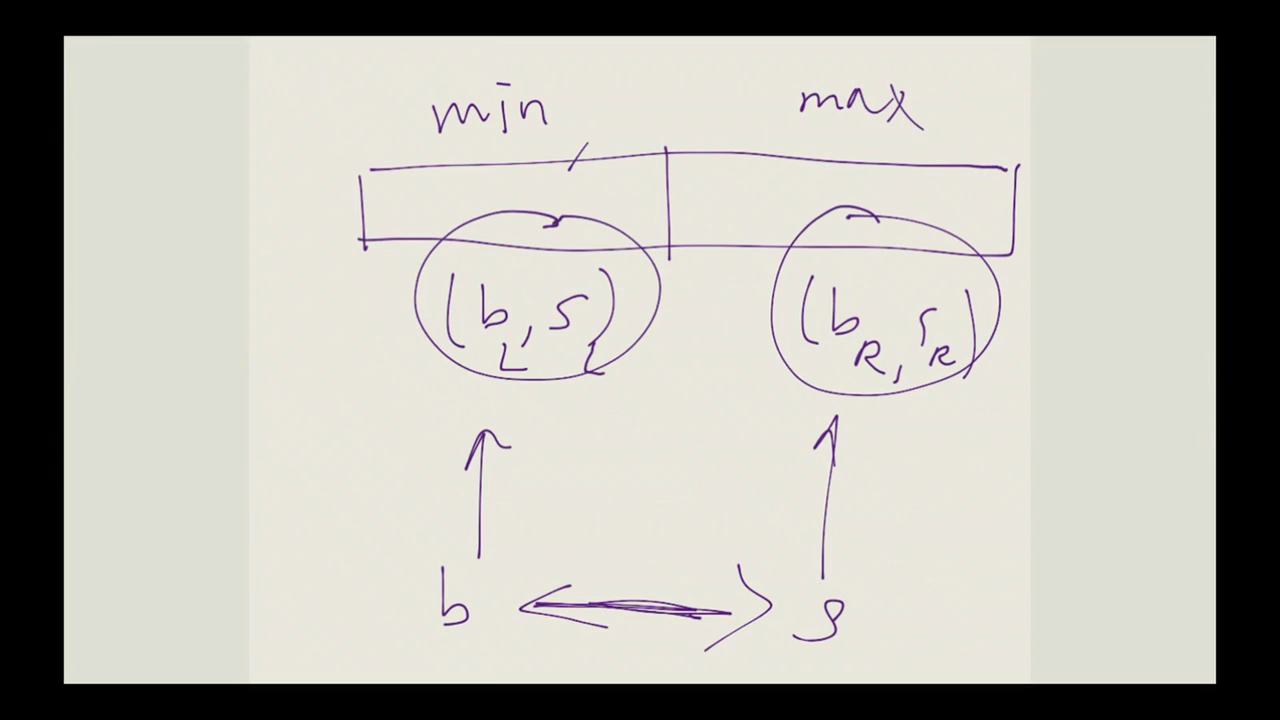 min max
(b_L, s_L) (b_R, s_R)
b ⟷ s